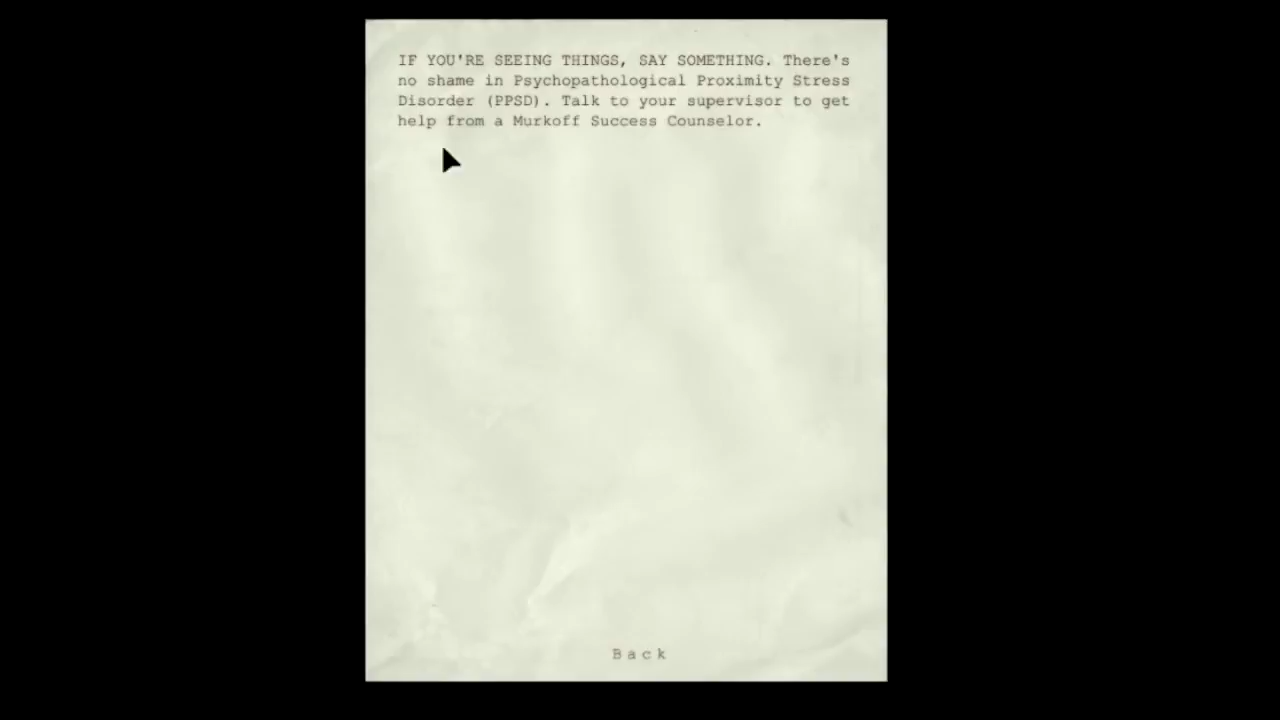 IF YOU'RE SEEING THINGS, SAY SOMETHING. There's
no shame in Psychopathological Proximity Stress
Disorder (PPSD). Talk to your supervisor to get
help from a Murkoff Success Counselor.
Back